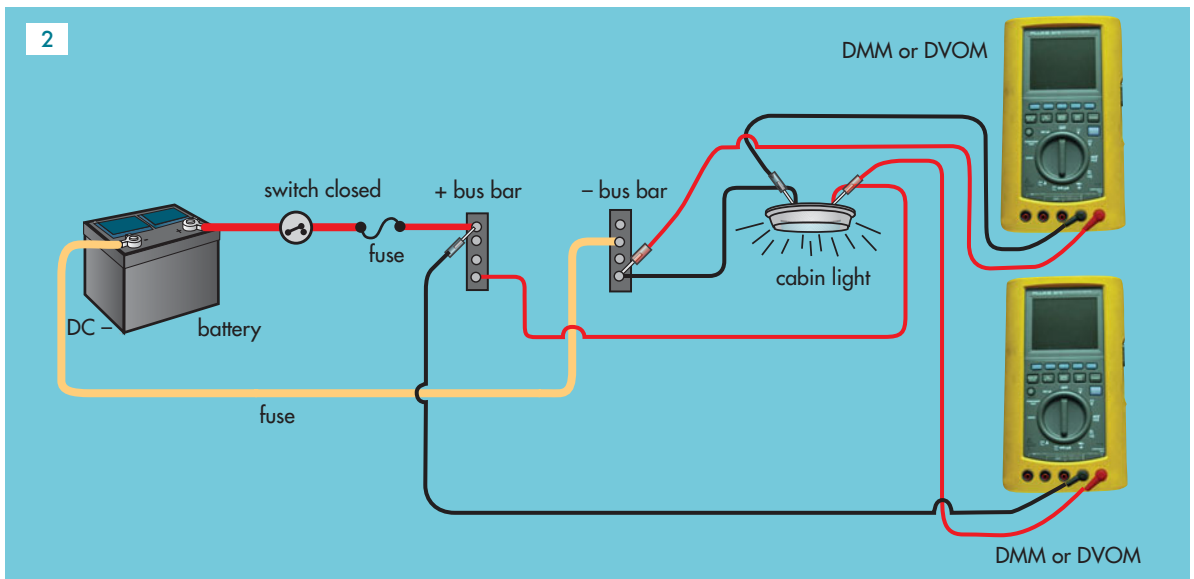 2
DMM or DVOM
switch closed
+ bus bar
– bus bar
fuse
cabin light
DC –
battery
fuse
DMM or DVOM